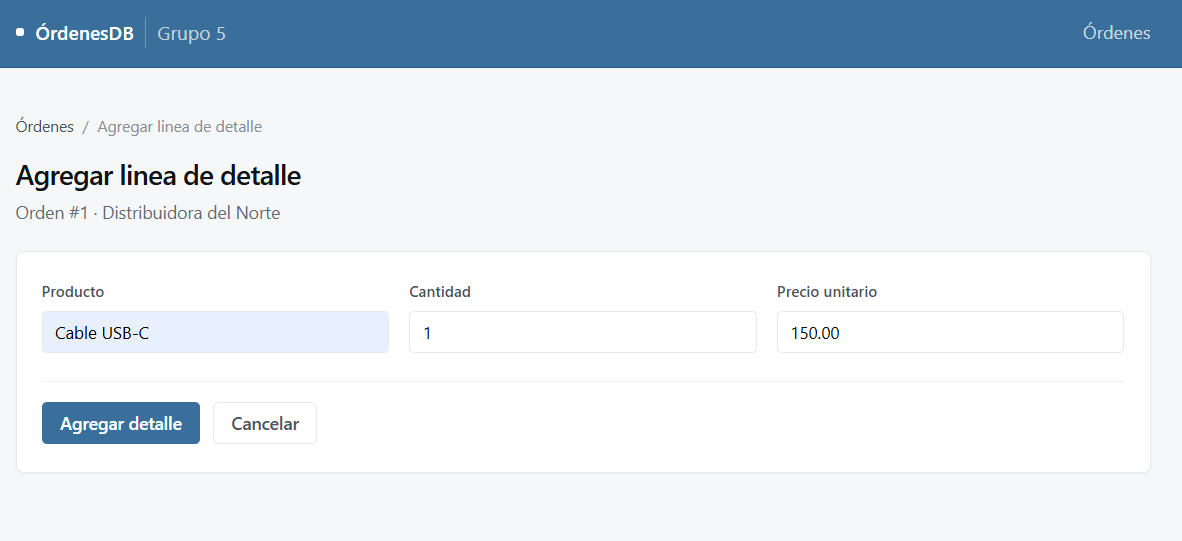 ÓrdenesDB Grupo 5 Órdenes
Órdenes / Agregar linea de detalle
Agregar linea de detalle
Orden #1 · Distribuidora del Norte
Producto Cantidad Precio unitario
Cable USB-C 1 150.00
Agregar detalle Cancelar